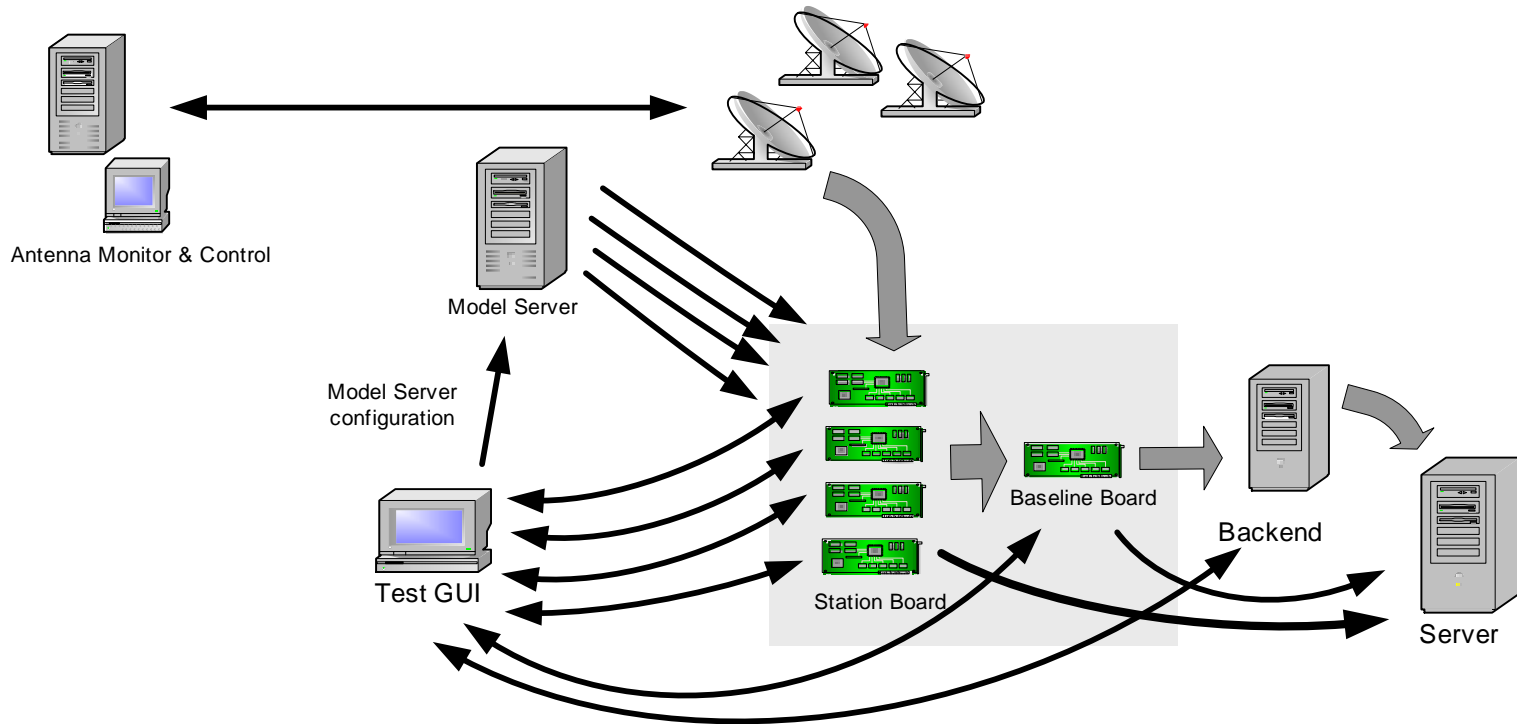 Antenna Monitor & Control
Model Server
Model Server
configuration
Test GUI
Station Board
Baseline Board
Backend
Server